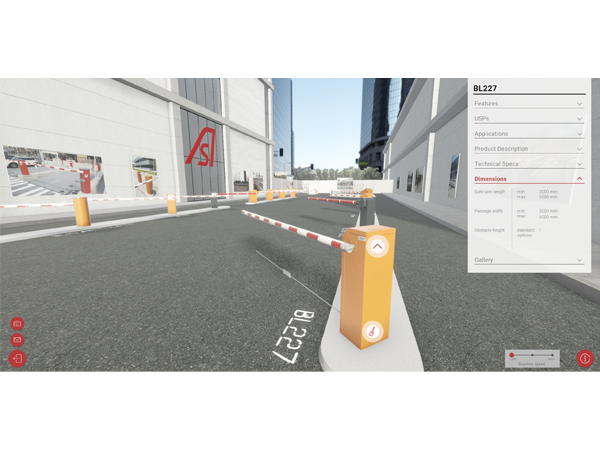 BL227
Features
USPs
Applications
Product Description
Technical Specs
Dimensions
Gate arm length
min
max
Passage width
min
max
Obstacle height
standard
options
Gallery
BL227